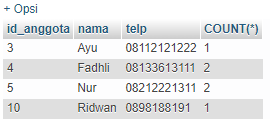 + Opsi
id_anggota nama telp COUNT(*)
3 Ayu 08112121222 1
4 Fadhli 08133613111 2
5 Nur 08212221311 2
10 Ridwan 0898188191 1